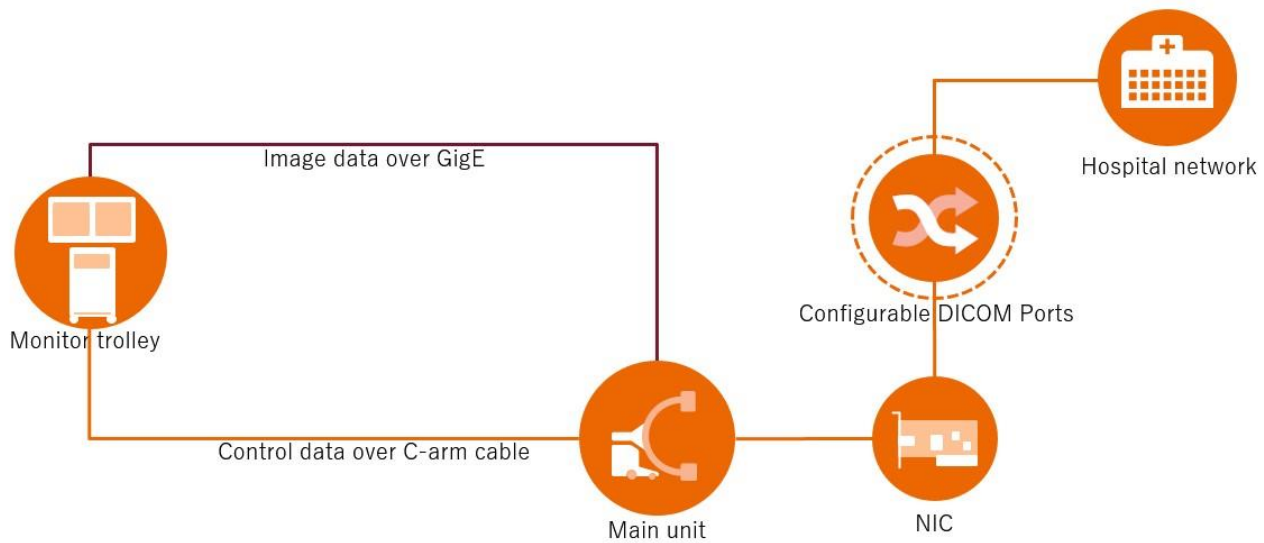 Hospital network
Image data over GigE
Configurable DICOM Ports
Monitor trolley
Control data over C-arm cable
Main unit
NIC